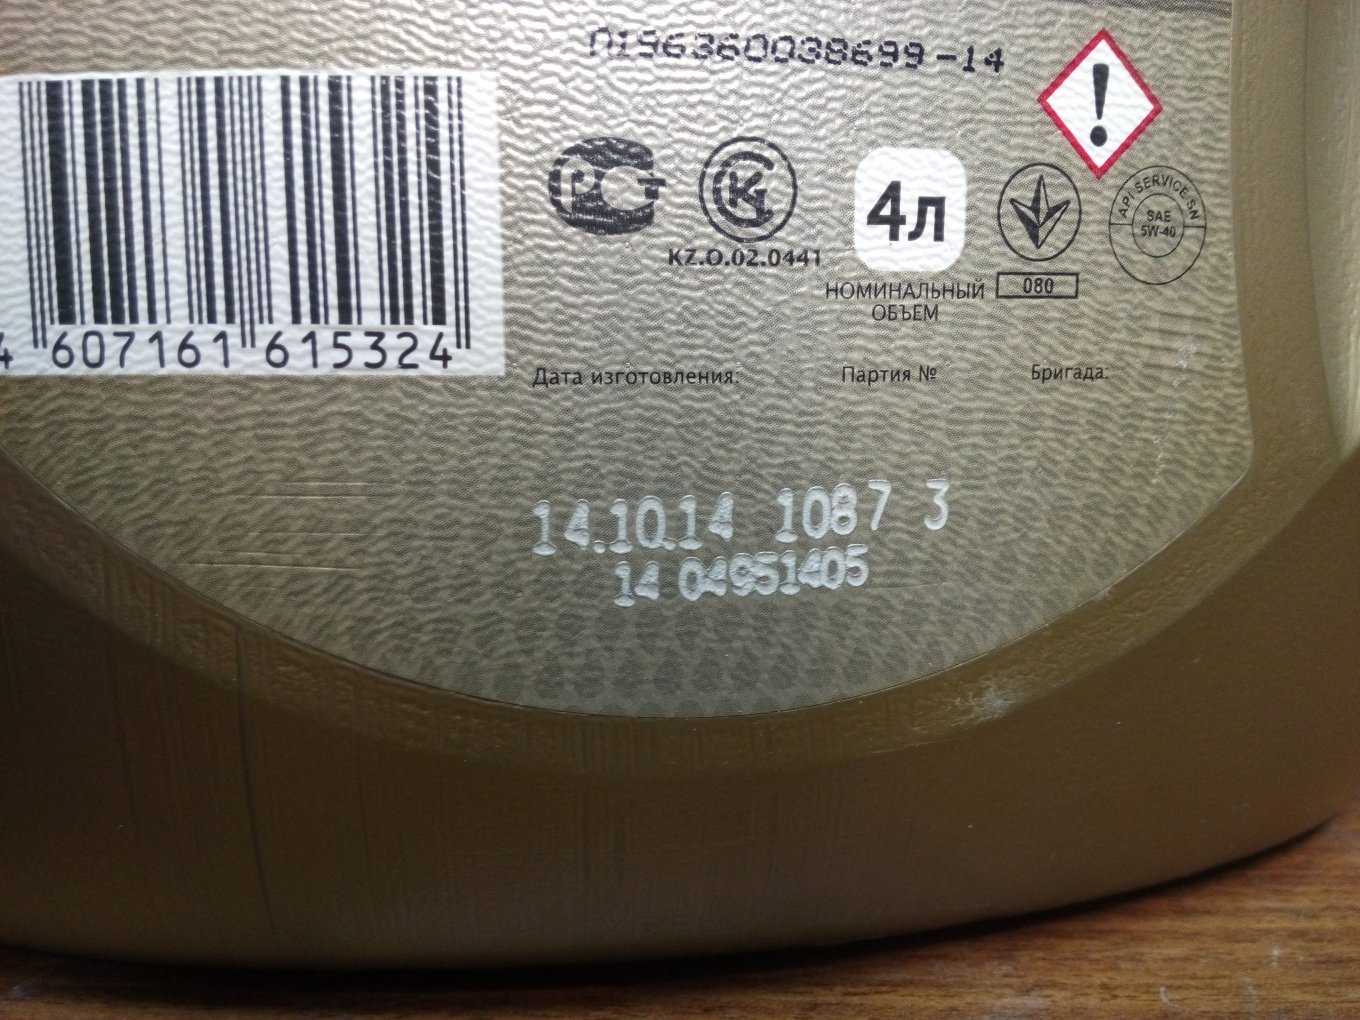 П196360038699-14
4 607161 615324
РСТ
KZ.O.02.0441
4л
НОМИНАЛЬНЫЙ
ОБЪЕМ
080
API SERVICE SN
SAE
5W-40
Дата изготовления: Партия № Бригада:
14.10.14 1087 3
14 04951405